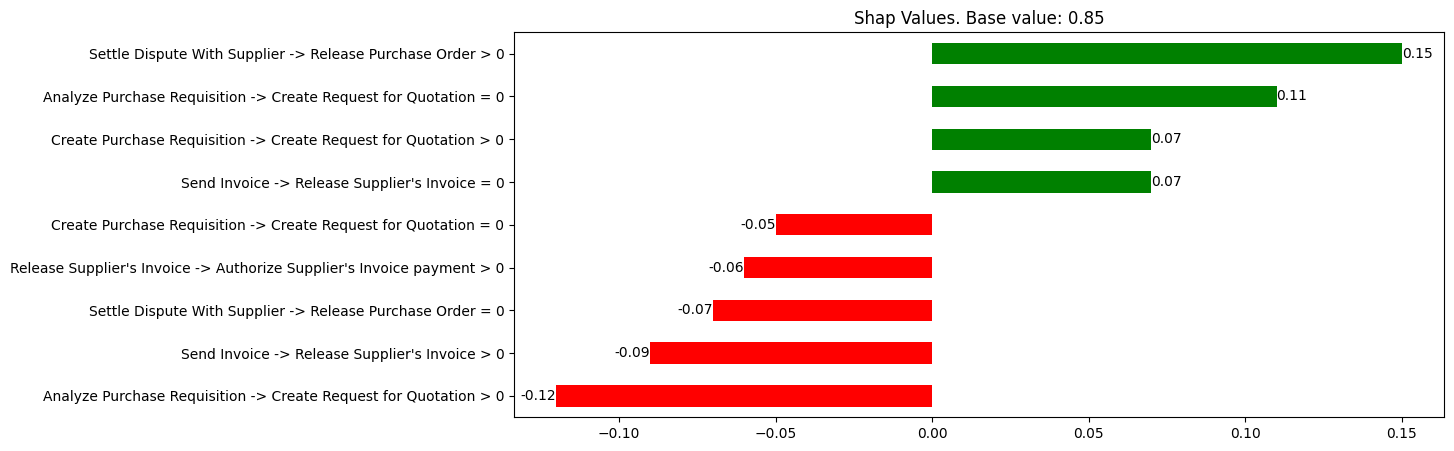 Shap Values. Base value: 0.85
Settle Dispute With Supplier -> Release Purchase Order > 0
0.15
Analyze Purchase Requisition -> Create Request for Quotation = 0
0.11
Create Purchase Requisition -> Create Request for Quotation > 0
0.07
Send Invoice -> Release Supplier's Invoice = 0
0.07
Create Purchase Requisition -> Create Request for Quotation = 0
-0.05
Release Supplier's Invoice -> Authorize Supplier's Invoice payment > 0
-0.06
Settle Dispute With Supplier -> Release Purchase Order = 0
-0.07
Send Invoice -> Release Supplier's Invoice > 0
-0.09
Analyze Purchase Requisition -> Create Request for Quotation > 0
-0.12
−0.10 −0.05 0.00 0.05 0.10 0.15